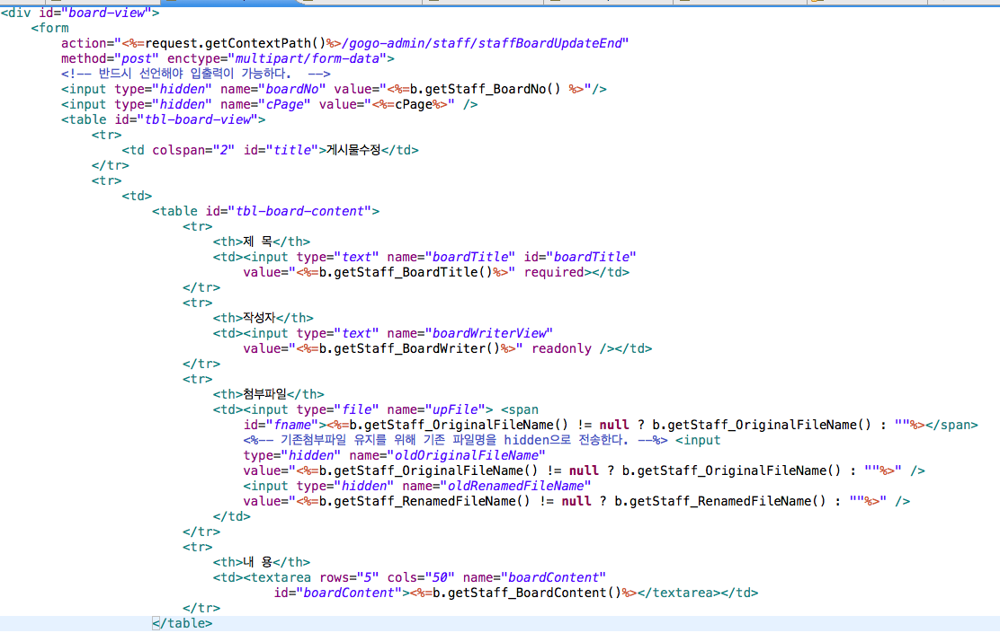 <div id="board-view">
<form
action="<%=request.getContextPath()%>/gogo-admin/staff/staffBoardUpdateEnd"
method="post" enctype="multipart/form-data">
<!-- 반드시 선언해야 입출력이 가능하다.  -->
<input type="hidden" name="boardNo" value="<%=b.getStaff_BoardNo() %>"/>
<input type="hidden" name="cPage" value="<%=cPage%>" />
<table id="tbl-board-view">
<tr>
<td colspan="2" id="title">게시물수정</td>
</tr>
<tr>
<td>
<table id="tbl-board-content">
<tr>
<th>제 목</th>
<td><input type="text" name="boardTitle" id="boardTitle"
value="<%=b.getStaff_BoardTitle()%>" required></td>
</tr>
<tr>
<th>작성자</th>
<td><input type="text" name="boardWriterView"
value="<%=b.getStaff_BoardWriter()%>" readonly /></td>
</tr>
<tr>
<th>첨부파일</th>
<td><input type="file" name="upFile"> <span
id="fname"><%=b.getStaff_OriginalFileName() != null ? b.getStaff_OriginalFileName() : ""%></span>
<%-- 기존첨부파일 유지를 위해 기존 파일명을 hidden으로 전송한다. --%> <input
type="hidden" name="oldOriginalFileName"
value="<%=b.getStaff_OriginalFileName() != null ? b.getStaff_OriginalFileName() : ""%>" />
<input type="hidden" name="oldRenamedFileName"
value="<%=b.getStaff_RenamedFileName() != null ? b.getStaff_RenamedFileName() : ""%>" />
</td>
</tr>
<tr>
<th>내 용</th>
<td><textarea rows="5" cols="50" name="boardContent"
id="boardContent"><%=b.getStaff_BoardContent()%></textarea></td>
</tr>
</table>